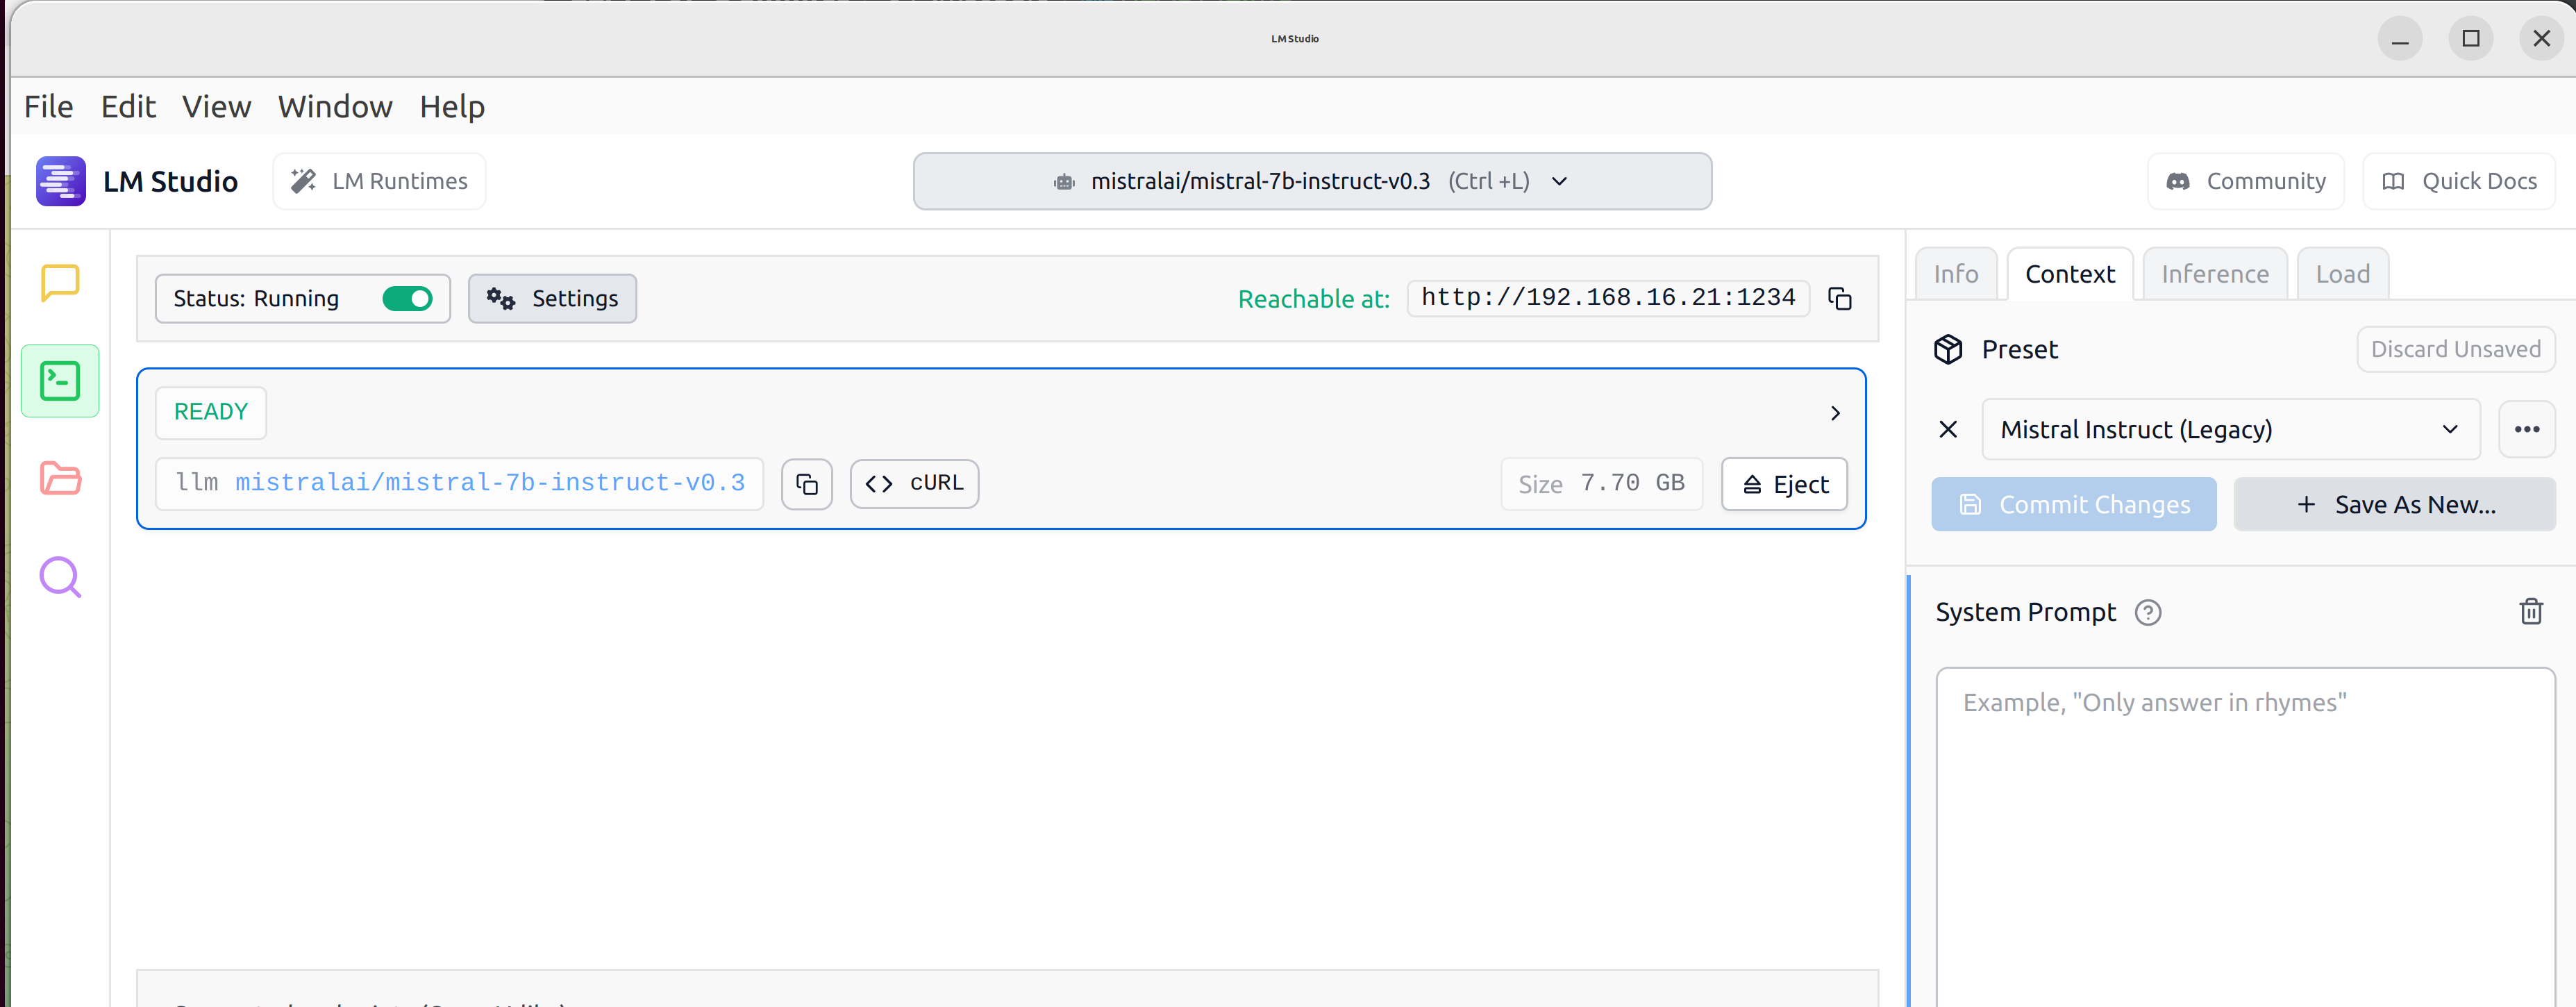 LM Studio
File Edit View Window Help
LM Studio LM Runtimes mistralai/mistral-7b-instruct-v0.3 (Ctrl +L) Community Quick Docs
Status: Running Settings Reachable at: http://192.168.16.21:1234
READY
llm mistralai/mistral-7b-instruct-v0.3 cURL Size 7.70 GB Eject
Info Context Inference Load
Preset Discard Unsaved
Mistral Instruct (Legacy)
Commit Changes + Save As New...
System Prompt
Example, "Only answer in rhymes"